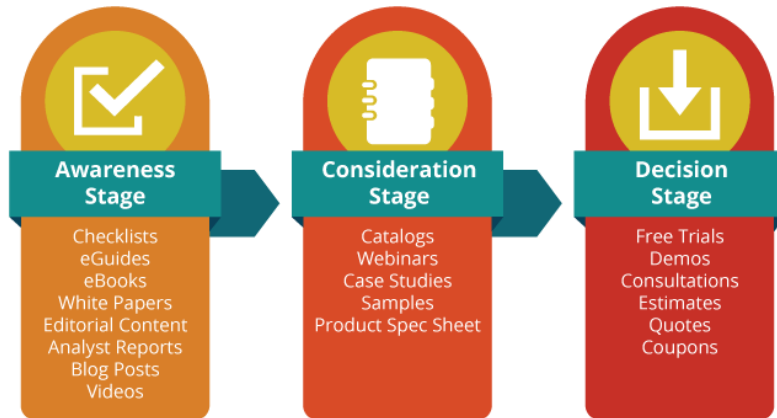 Awareness
Stage
Checklists
eGuides
eBooks
White Papers
Editorial Content
Analyst Reports
Blog Posts
Videos
Consideration
Stage
Catalogs
Webinars
Case Studies
Samples
Product Spec Sheet
Decision
Stage
Free Trials
Demos
Consultations
Estimates
Quotes
Coupons